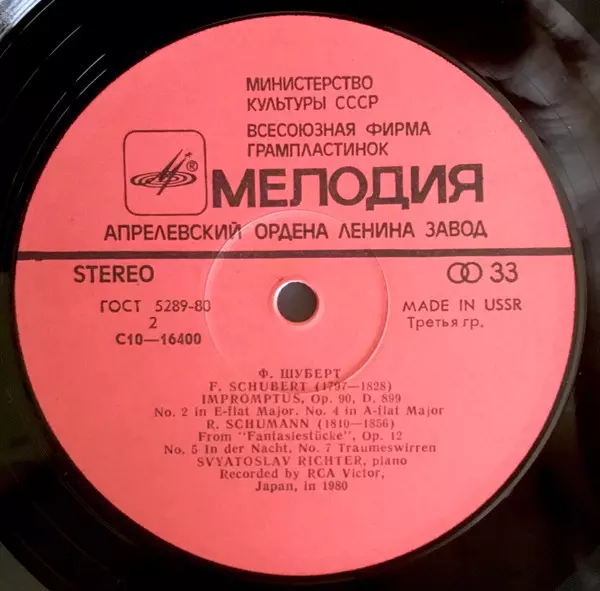 МИНИСТЕРСТВО
КУЛЬТУРЫ СССР
ВСЕСОЮЗНАЯ ФИРМА
ГРАМПЛАСТИНОК
®
МЕЛОДИЯ
АПРЕЛЕВСКИЙ ОРДЕНА ЛЕНИНА ЗАВОД
STEREO
33
ГОСТ 5289-80
MADE IN USSR
2
Третья гр.
С10—16400
Ф. ШУБЕРТ
F. SCHUBERT (1797—1828)
IMPROMPTUS, Op. 90, D. 899
No. 2 in E-flat Major. No. 4 in A-flat Major
R. SCHUMANN (1810—1856)
From "Fantasiestücke", Op. 12
No. 5 In der Nacht, No. 7 Traumeswirren
SVYATOSLAV RICHTER, piano
Recorded by RCA Victor,
Japan, in 1980